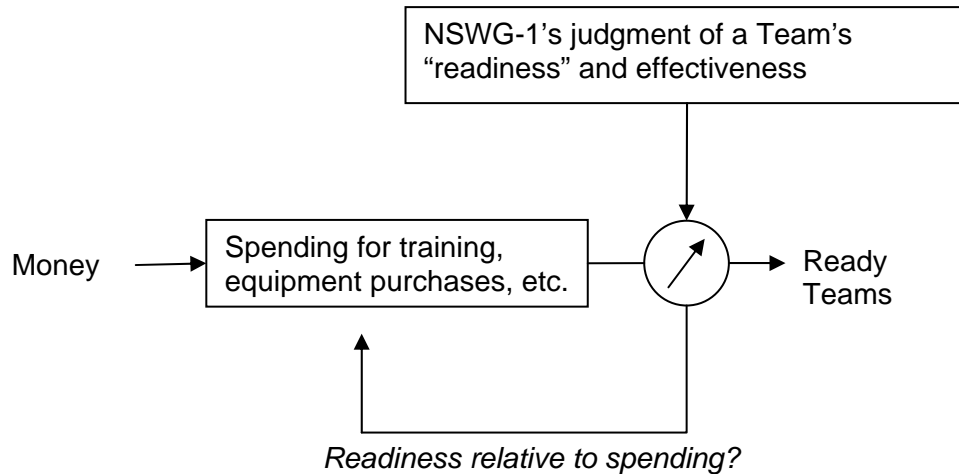 NSWG-1’s judgment of a Team’s
“readiness” and effectiveness
Money
Spending for training,
equipment purchases, etc.
Ready
Teams
Readiness relative to spending?